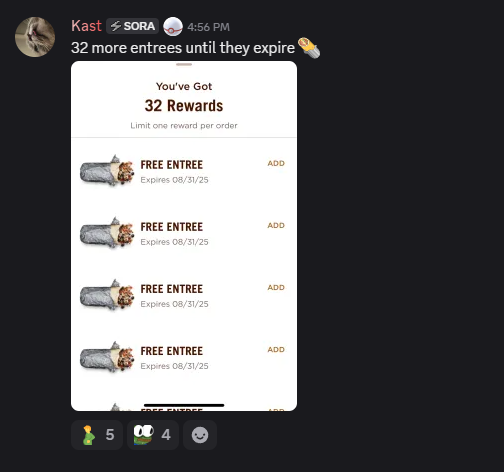 Kast SORA 4:56 PM
32 more entrees until they expire 🌯
You've Got
32 Rewards
Limit one reward per order
FREE ENTREE ADD
Expires 08/31/25
FREE ENTREE ADD
Expires 08/31/25
FREE ENTREE ADD
Expires 08/31/25
FREE ENTREE ADD
Expires 08/31/25
FREE ENTREE ADD
5 4